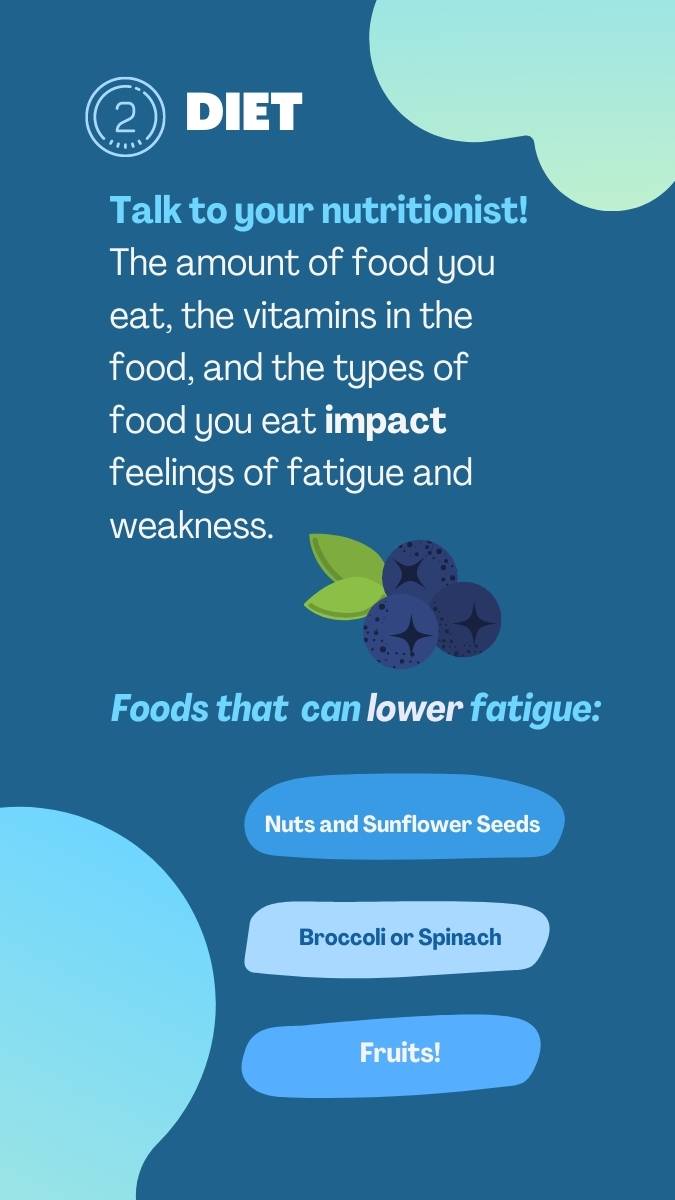 2 DIET
Talk to your nutritionist!
The amount of food you
eat, the vitamins in the
food, and the types of
food you eat impact
feelings of fatigue and
weakness.
Foods that can lower fatigue:
Nuts and Sunflower Seeds
Broccoli or Spinach
Fruits!